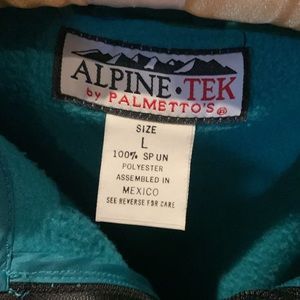 ALPINE·TEK
by PALMETTO'S®
SIZE
L
100% SPUN
POLYESTER
ASSEMBLED IN
MEXICO
SEE REVERSE FOR CARE